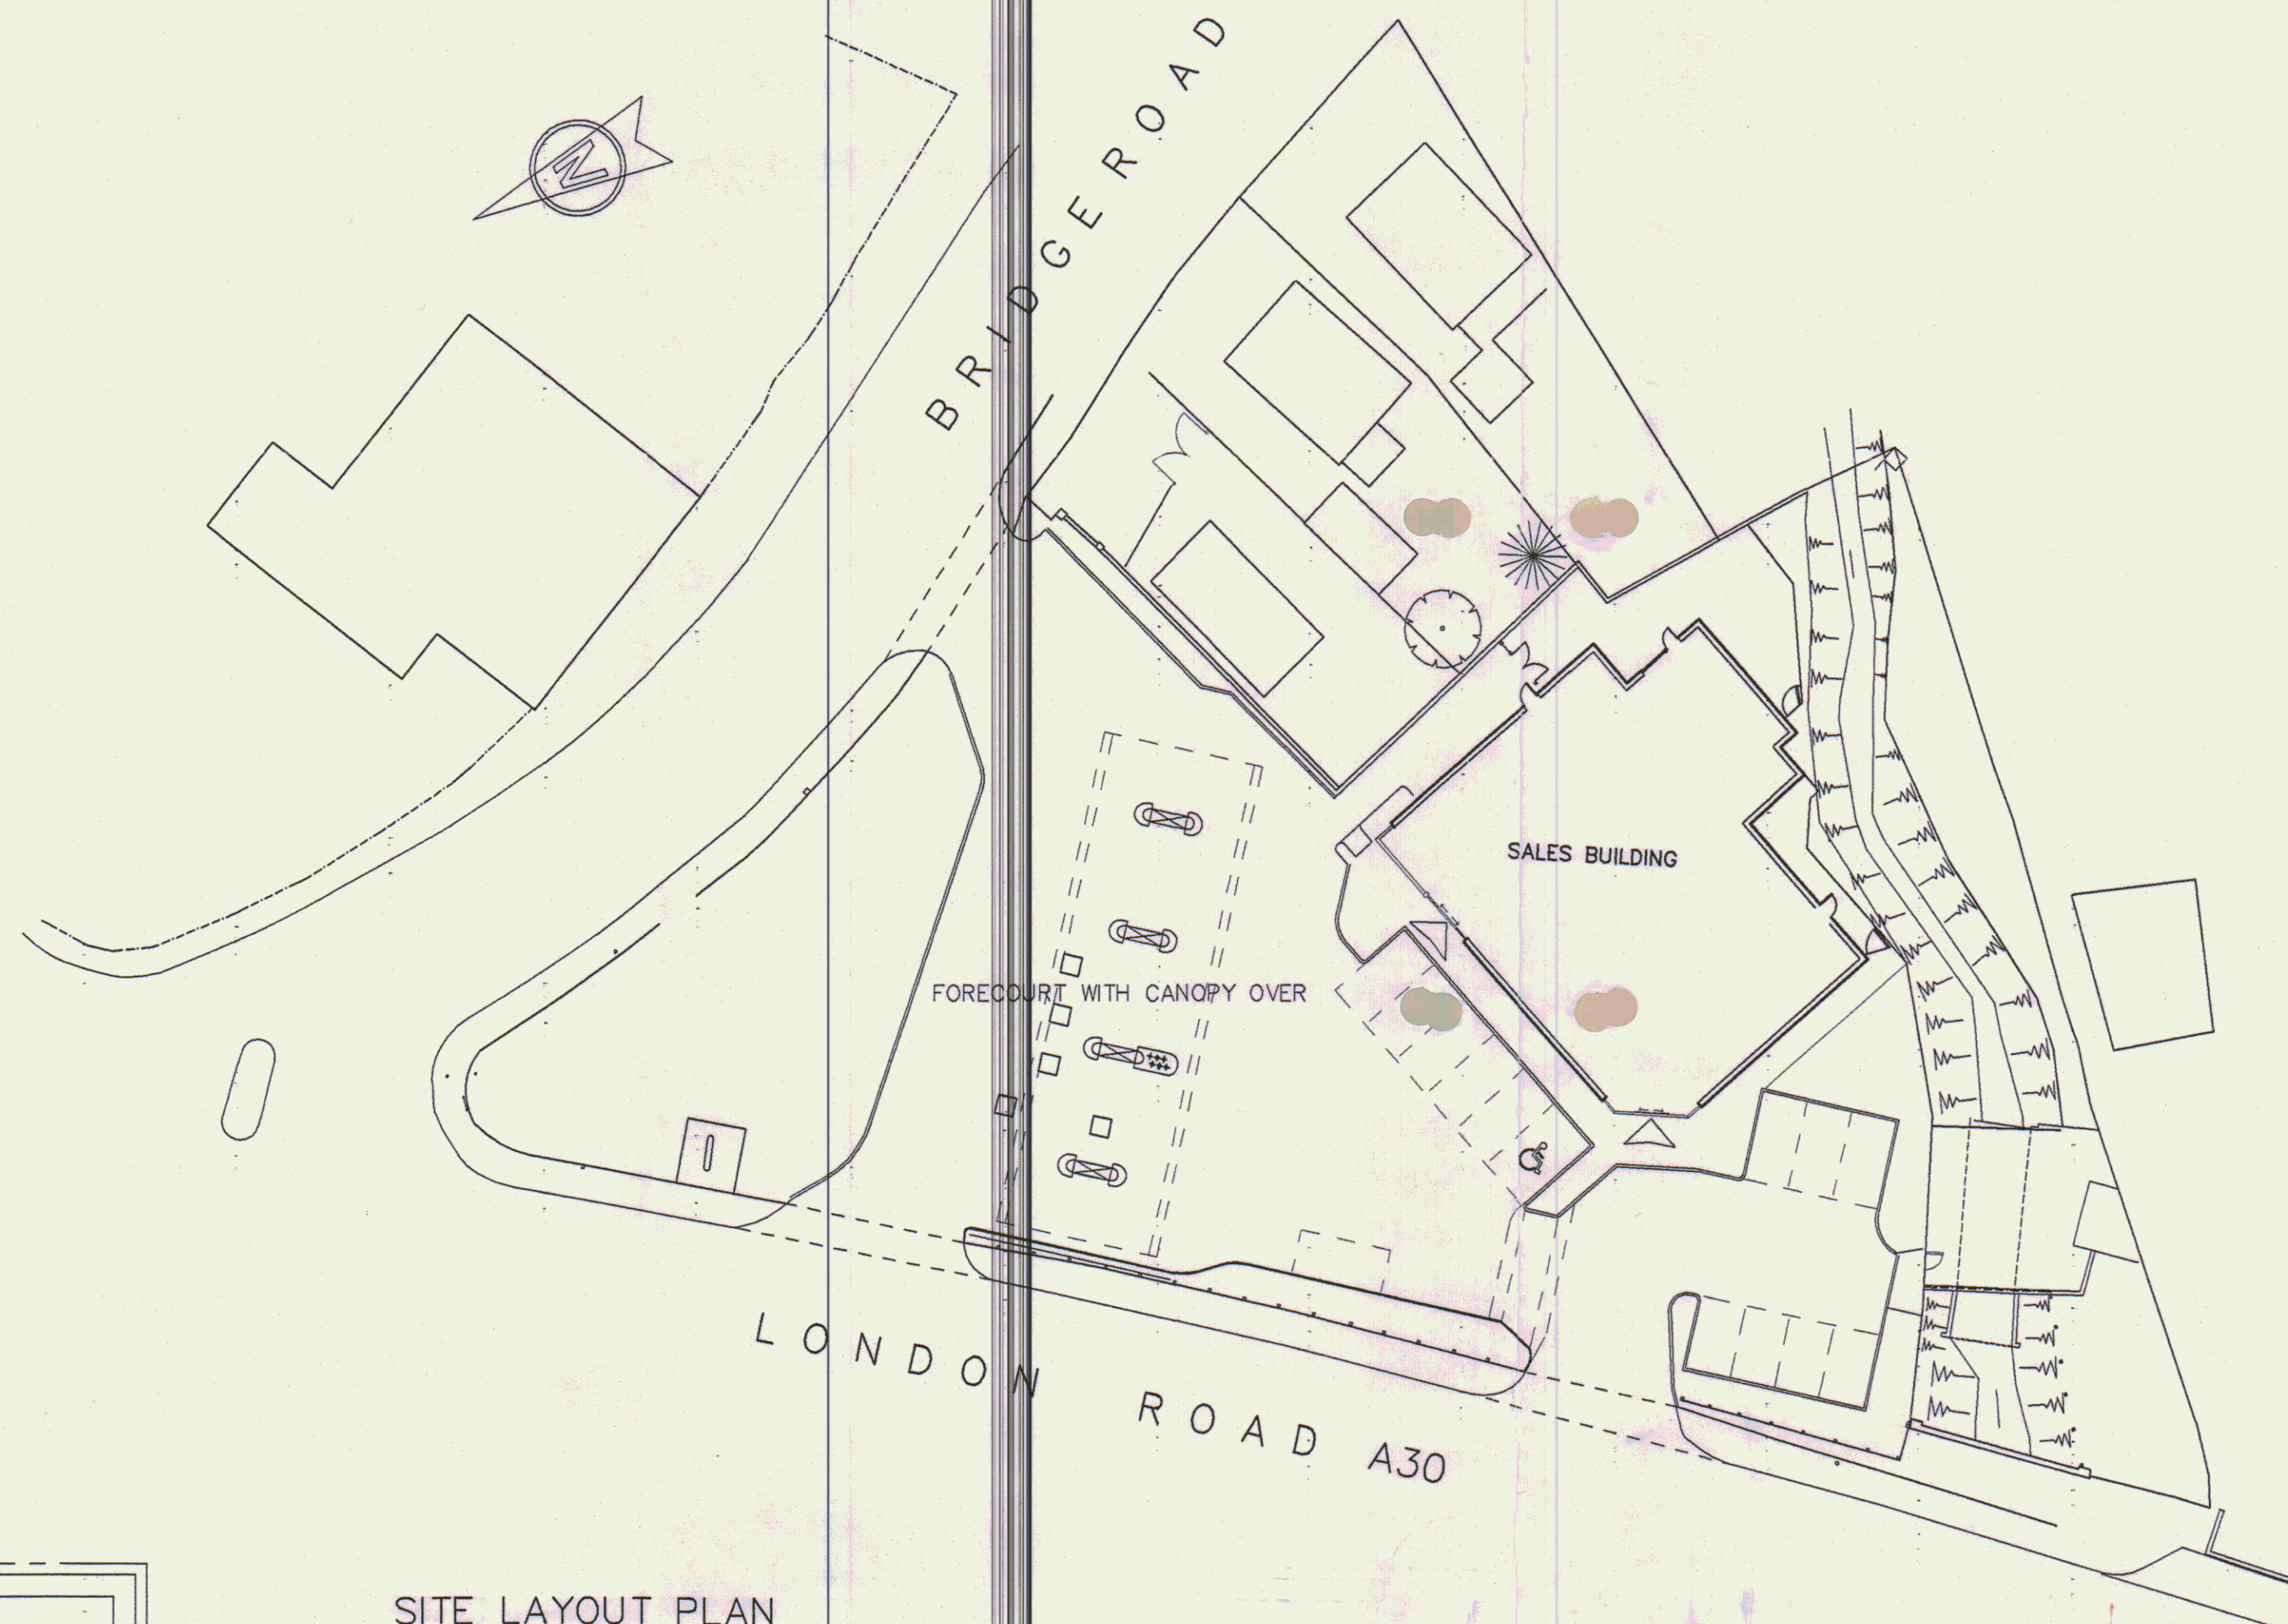 N
BRIDGE ROAD
SALES BUILDING
FORECOURT WITH CANOPY OVER
LONDON ROAD A30
SITE LAYOUT PLAN